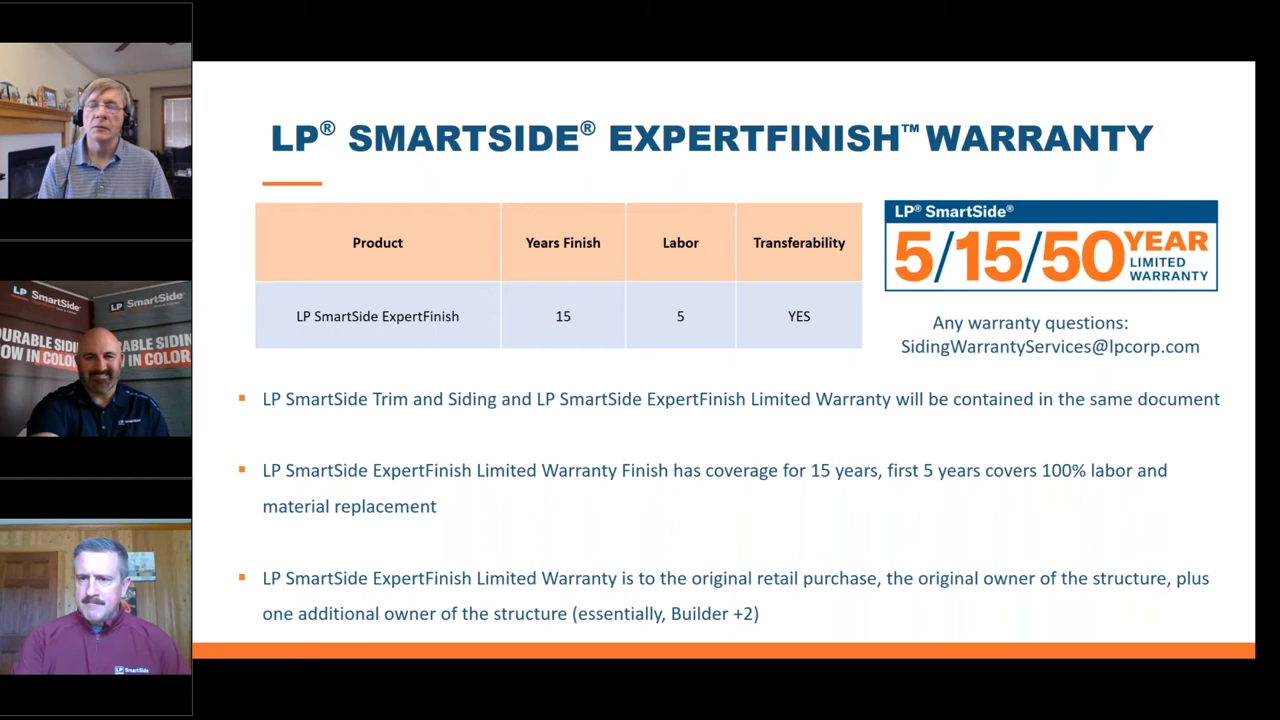 LP® SMARTSIDE® EXPERTFINISH™ WARRANTY
Product Years Finish Labor Transferability
LP SmartSide ExpertFinish 15 5 YES
LP® SmartSide®
5/15/50 YEAR
LIMITED
WARRANTY
Any warranty questions:
SidingWarrantyServices@lpcorp.com
▪ LP SmartSide Trim and Siding and LP SmartSide ExpertFinish Limited Warranty will be contained in the same document
▪ LP SmartSide ExpertFinish Limited Warranty Finish has coverage for 15 years, first 5 years covers 100% labor and
material replacement
▪ LP SmartSide ExpertFinish Limited Warranty is to the original retail purchase, the original owner of the structure, plus
one additional owner of the structure (essentially, Builder +2)
LP SmartSide
LP SmartSide
DURABLE SIDING
NOW IN COLOR
ABLE SIDIN
IN COLOR
LP SmartSide